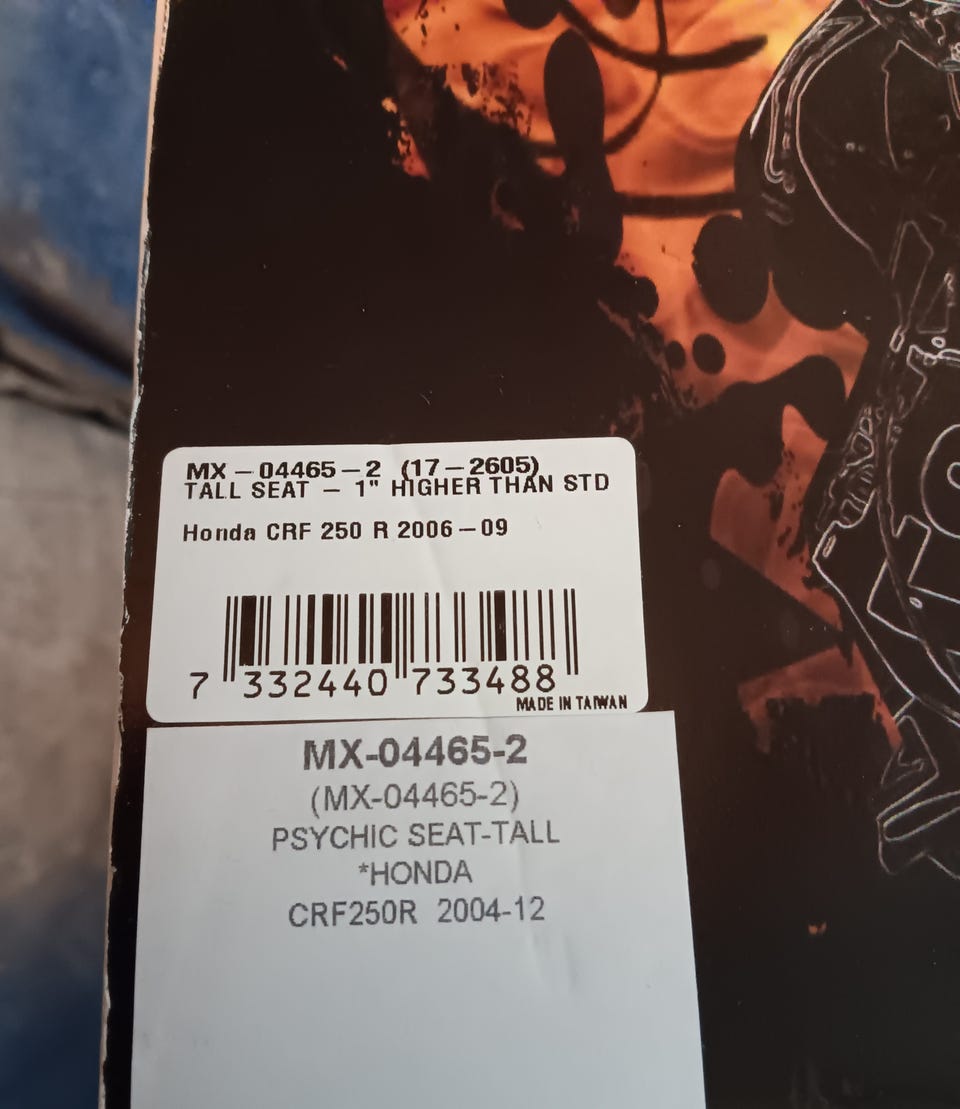 MX – 04465 – 2 (17 – 2605)
TALL SEAT – 1" HIGHER THAN STD
Honda CRF 250 R 2006 – 09
7 332440 733488
MADE IN TAIWAN
MX-04465-2
(MX-04465-2)
PSYCHIC SEAT-TALL
*HONDA
CRF250R 2004-12